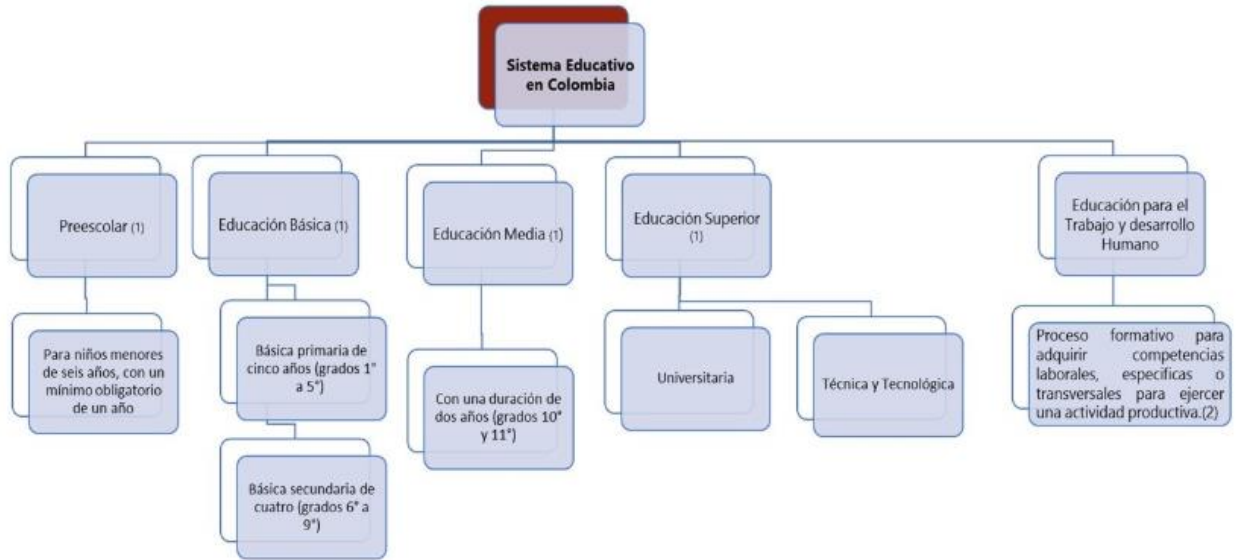 Sistema Educativo
en Colombia
Preescolar (1)
Educación Básica (1)
Educación Media (1)
Educación Superior
(1)
Educación para el
Trabajo y desarrollo
Humano
Para niños menores
de seis años, con un
mínimo obligatorio
de un año
Básica primaria de
cinco años (grados 1°
a 5°)
Básica secundaria de
cuatro (grados 6° a
9°)
Con una duración de
dos años (grados 10°
y 11°)
Universitaria
Técnica y Tecnológica
Proceso formativo para
adquirir competencias
laborales, específicas o
transversales para ejercer
una actividad productiva.(2)